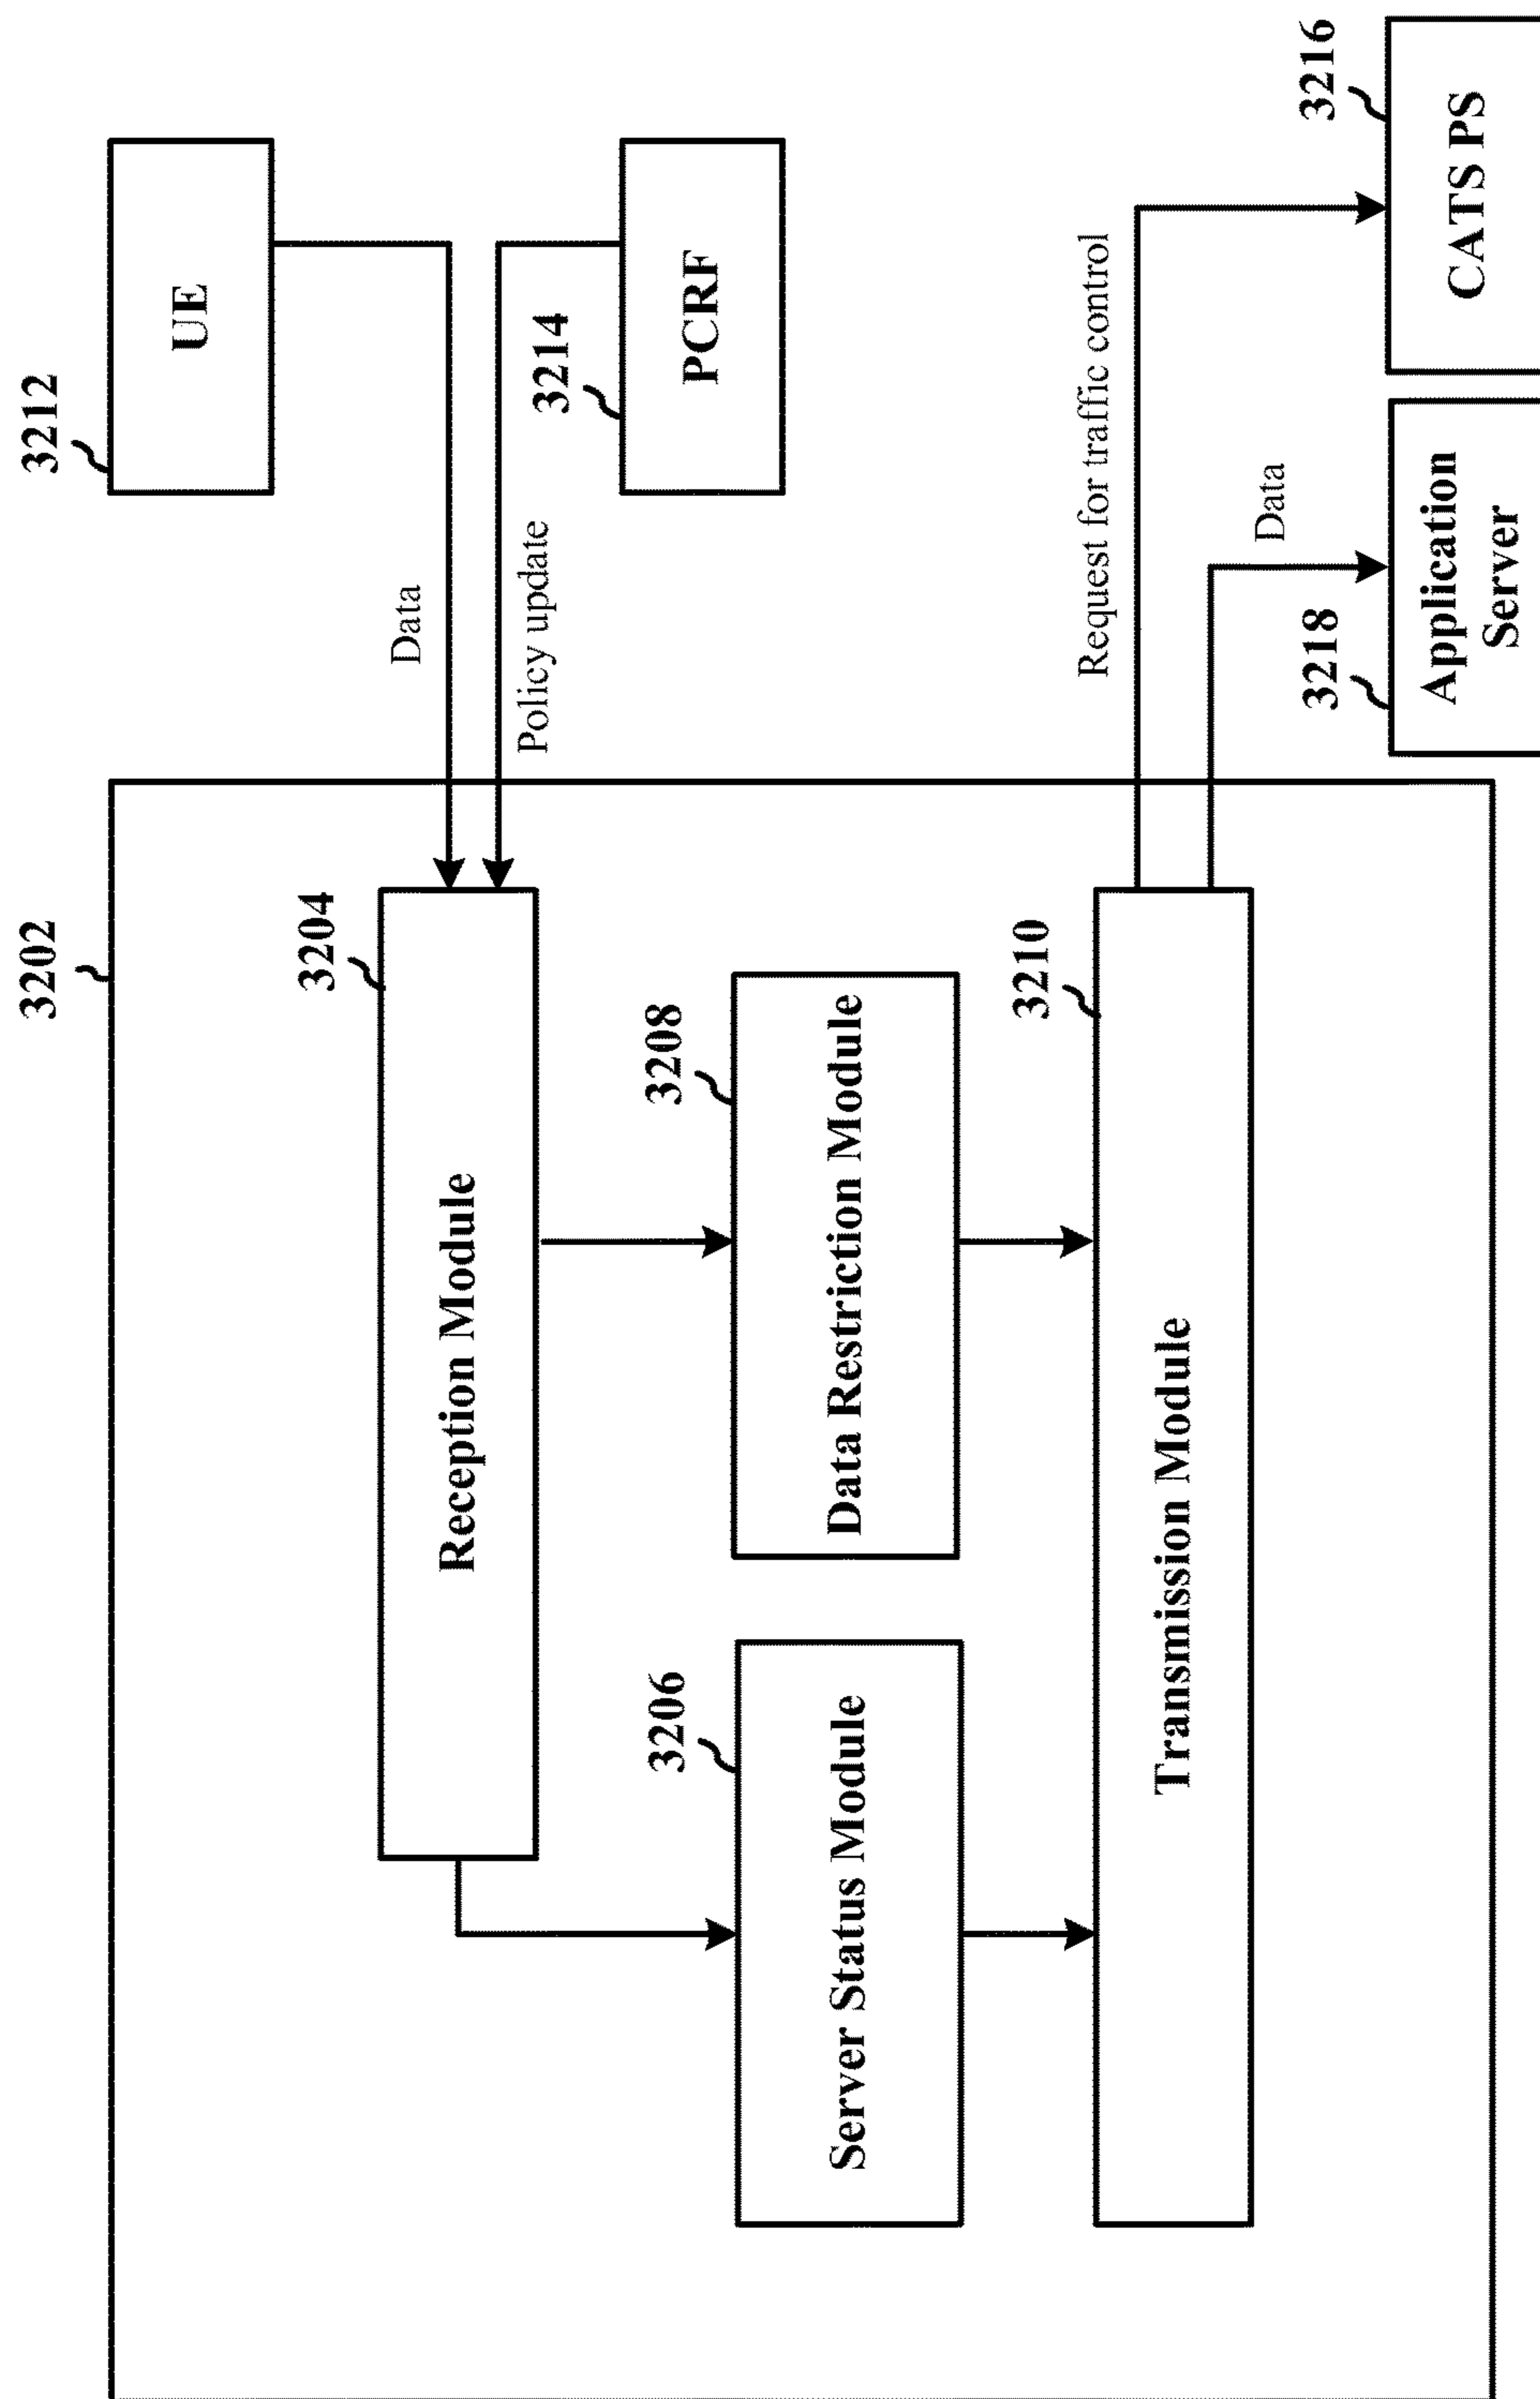 3202
3204
Reception Module
3206
Server Status Module
3208
Data Restriction Module
3210
Transmission Module
3212
UE
Data
Policy update
3214
PCRF
Request for traffic control
3216
CATS PS
Data
3218
Application
Server